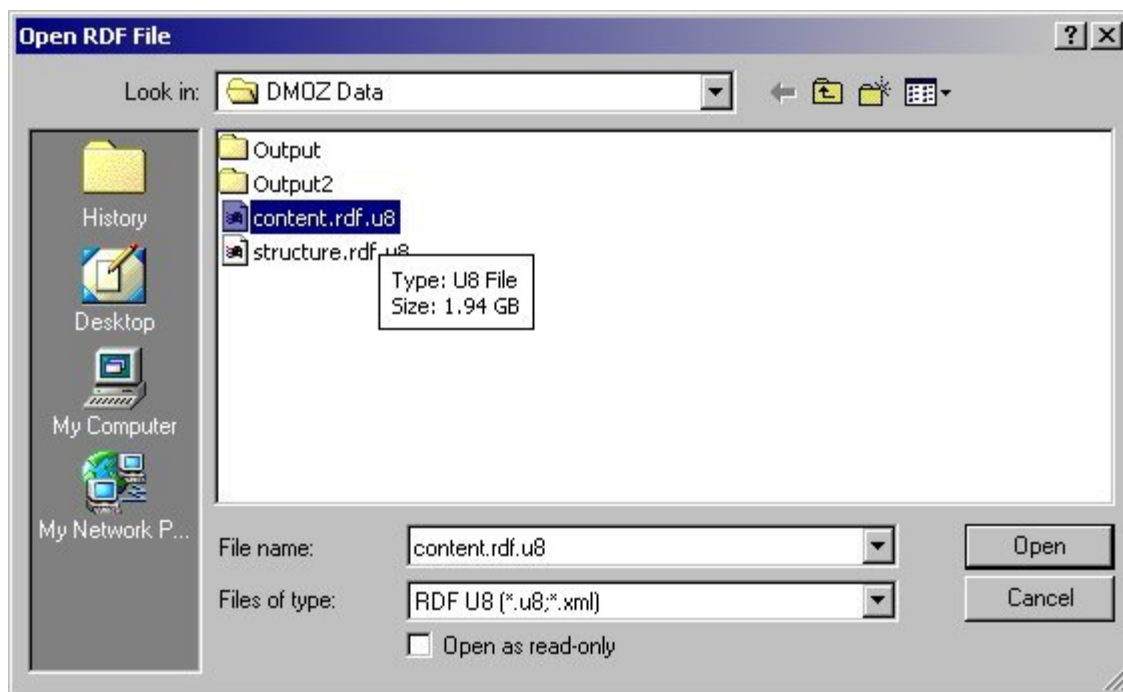 Open RDF File
Look in: DMOZ Data
History
Desktop
My Computer
My Network P...
Output
Output2
content.rdf.u8
structure.rdf.u8
Type: U8 File
Size: 1.94 GB
File name: content.rdf.u8 Open
Files of type: RDF U8 (*.u8;*.xml) Cancel
Open as read-only